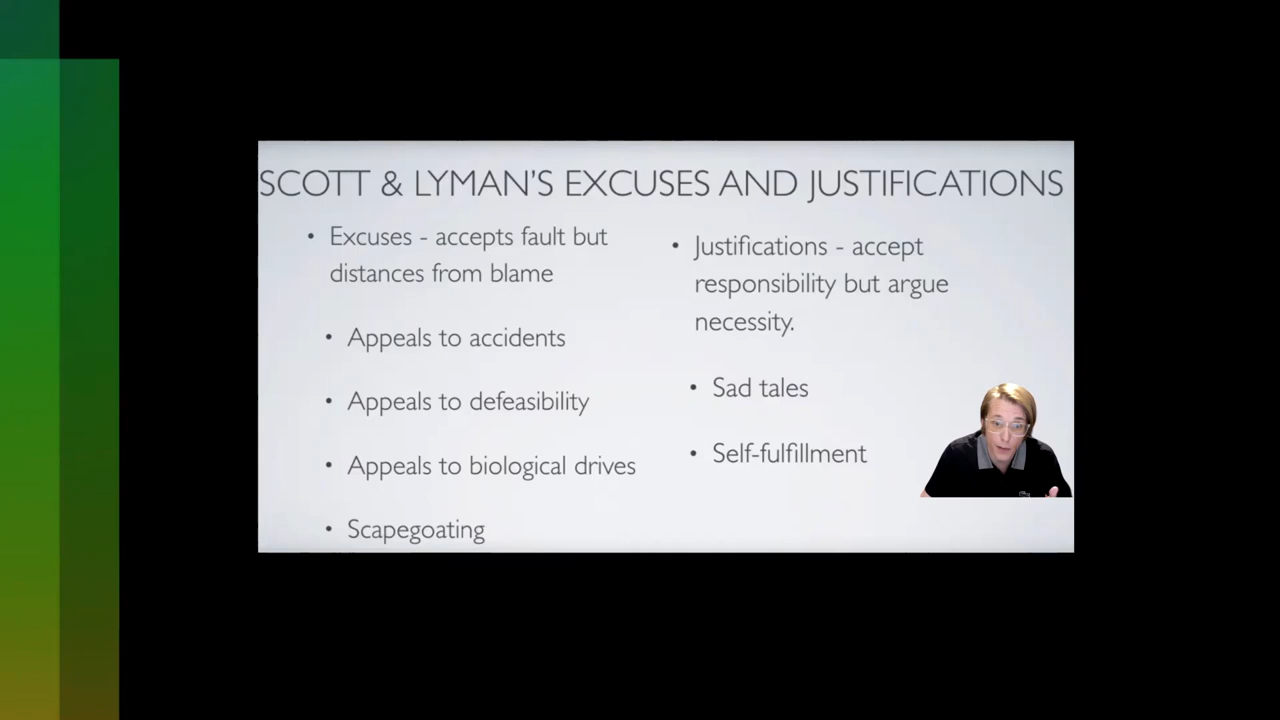 SCOTT & LYMAN'S EXCUSES AND JUSTIFICATIONS
• Excuses - accepts fault but
distances from blame
• Appeals to accidents
• Appeals to defeasibility
• Appeals to biological drives
• Scapegoating
• Justifications - accept
responsibility but argue
necessity.
• Sad tales
• Self-fulfillment